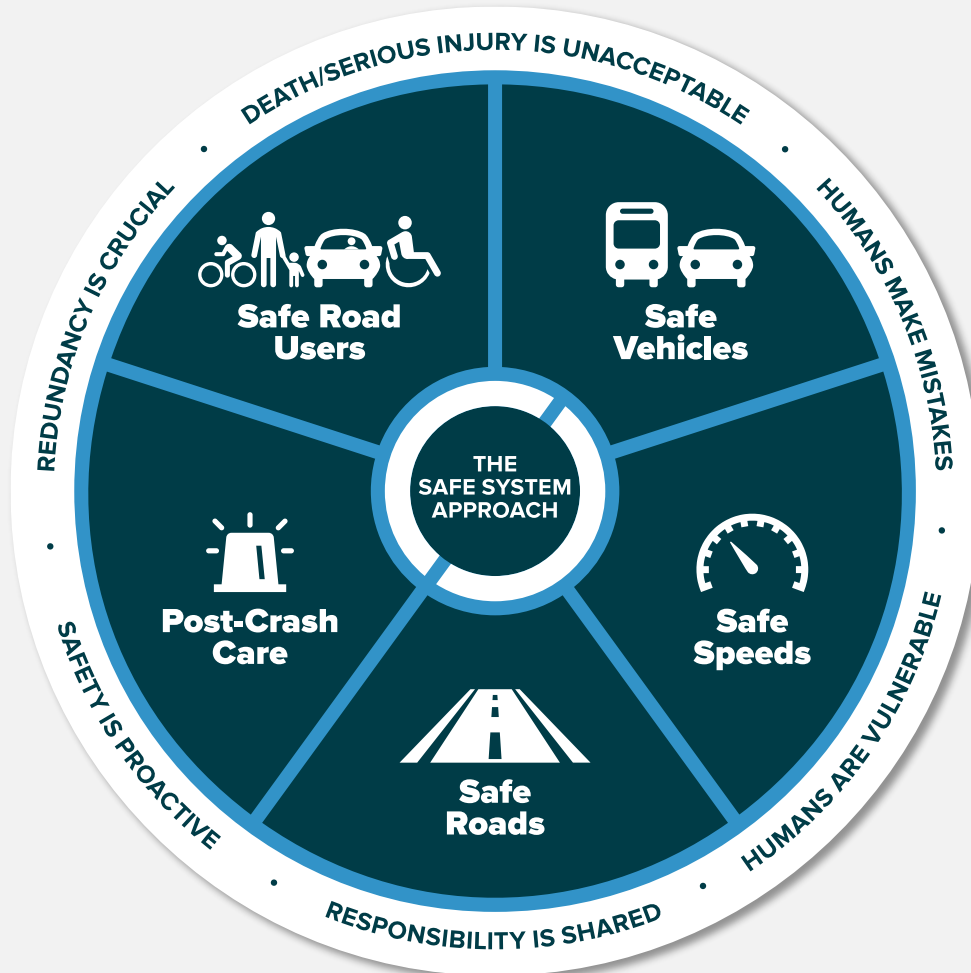 DEATH/SERIOUS INJURY IS UNACCEPTABLE
HUMANS MAKE MISTAKES
HUMANS ARE VULNERABLE
RESPONSIBILITY IS SHARED
SAFETY IS PROACTIVE
REDUNDANCY IS CRUCIAL
Safe Road
Users
Safe
Vehicles
Safe
Speeds
Safe
Roads
Post-Crash
Care
THE
SAFE SYSTEM
APPROACH